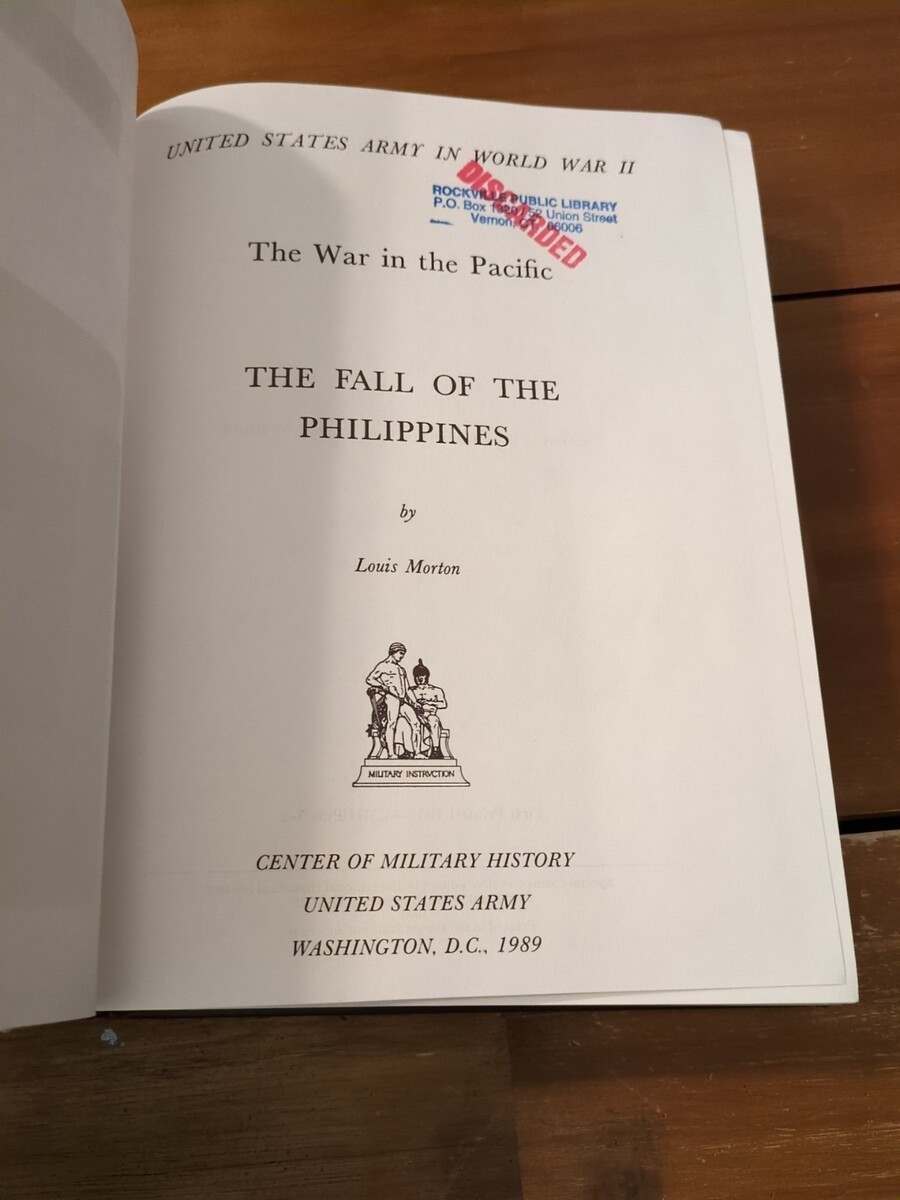 UNITED STATES ARMY IN WORLD WAR II
DISCARDED
ROCKVILLE PUBLIC LIBRARY
P.O. Box 52 Union Street
Vernon, CT 06006
The War in the Pacific
THE FALL OF THE
PHILIPPINES
by
Louis Morton
MILITARY INSTRVCTION
CENTER OF MILITARY HISTORY
UNITED STATES ARMY
WASHINGTON, D.C., 1989